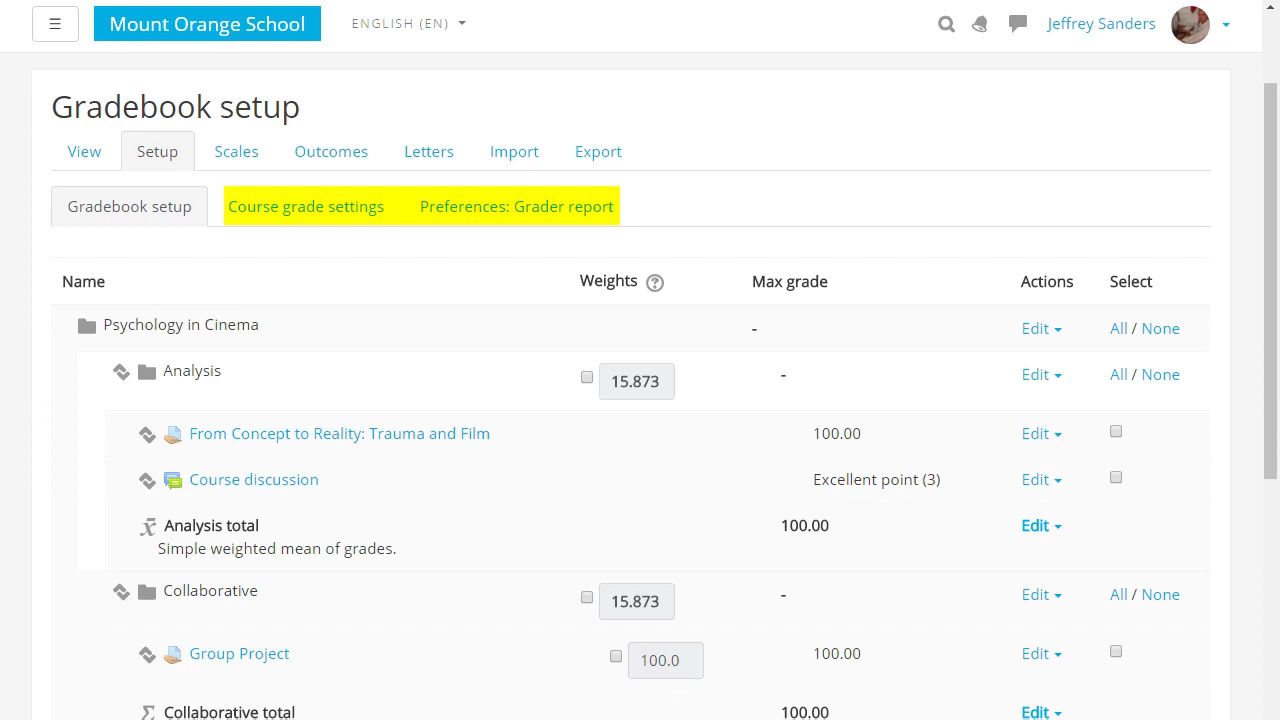 ☰ Mount Orange School ENGLISH (EN) Jeffrey Sanders
Gradebook setup
View Setup Scales Outcomes Letters Import Export
Gradebook setup Course grade settings Preferences: Grader report
Name Weights ? Max grade Actions Select
Psychology in Cinema - Edit All / None
Analysis 15.873 - Edit All / None
From Concept to Reality: Trauma and Film 100.00 Edit
Course discussion Excellent point (3) Edit
x̄ Analysis total 100.00 Edit
Simple weighted mean of grades.
Collaborative 15.873 - Edit All / None
Group Project 100.0 100.00 Edit
Σ Collaborative total 100.00 Edit